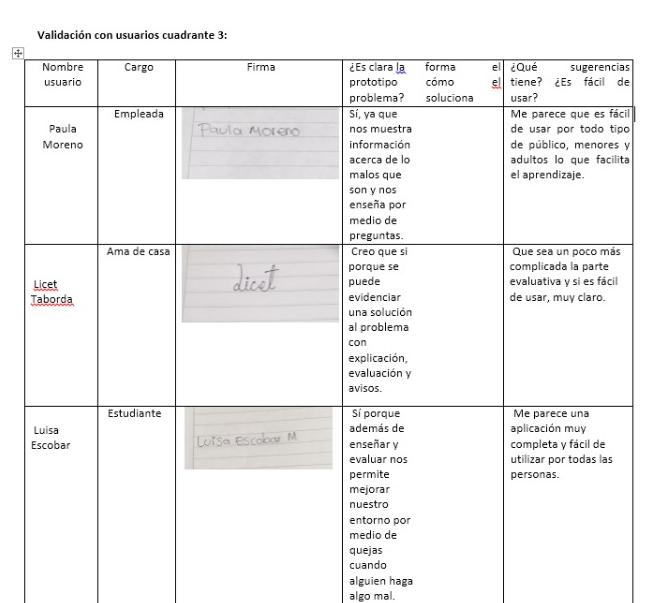 Validación con usuarios cuadrante 3:
Nombre usuario
Cargo
Firma
¿Es clara la forma el
prototipo cómo el
problema? soluciona
¿Qué sugerencias
tiene? ¿Es fácil de
usar?
Paula
Moreno
Empleada
Paula Moreno
Sí, ya que
nos muestra
información
acerca de lo
malos que
son y nos
enseña por
medio de
preguntas.
Me parece que es fácil
de usar por todo tipo
de público, menores y
adultos lo que facilita
el aprendizaje.
Licet
Taborda
Ama de casa
Licet
Creo que si
porque se
puede
evidenciar
una solución
al problema
con
explicación,
evaluación y
avisos.
Que sea un poco más
complicada la parte
evaluativa y si es fácil
de usar, muy claro.
Luisa
Escobar
Estudiante
Luisa Escobar M
Sí porque
además de
enseñar y
evaluar nos
permite
mejorar
nuestro
entorno por
medio de
quejas
cuando
alguien haga
algo mal.
Me parece una
aplicación muy
completa y fácil de
utilizar por todas las
personas.